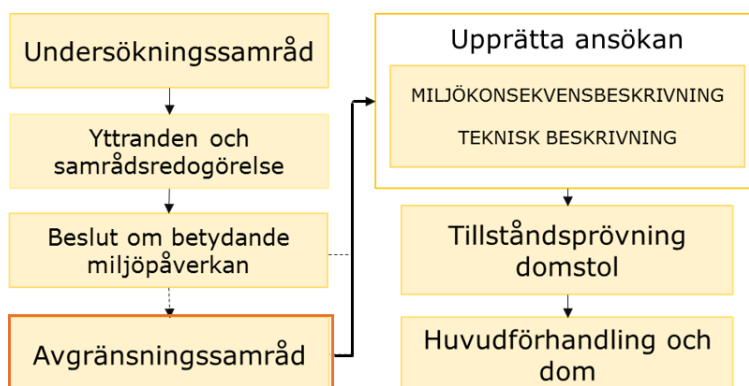 Undersökningssamråd
Yttranden och
samrådsredogörelse
Beslut om betydande
miljöpåverkan
Avgränsningssamråd
Upprätta ansökan
MILJÖKONSEKVENSBESKRIVNING
TEKNISK BESKRIVNING
Tillståndsprövning
domstol
Huvudförhandling och
dom